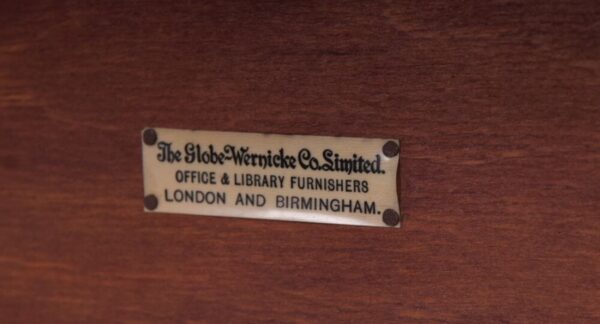 The Globe-Wernicke Co. Limited.
OFFICE & LIBRARY FURNISHERS
LONDON AND BIRMINGHAM.